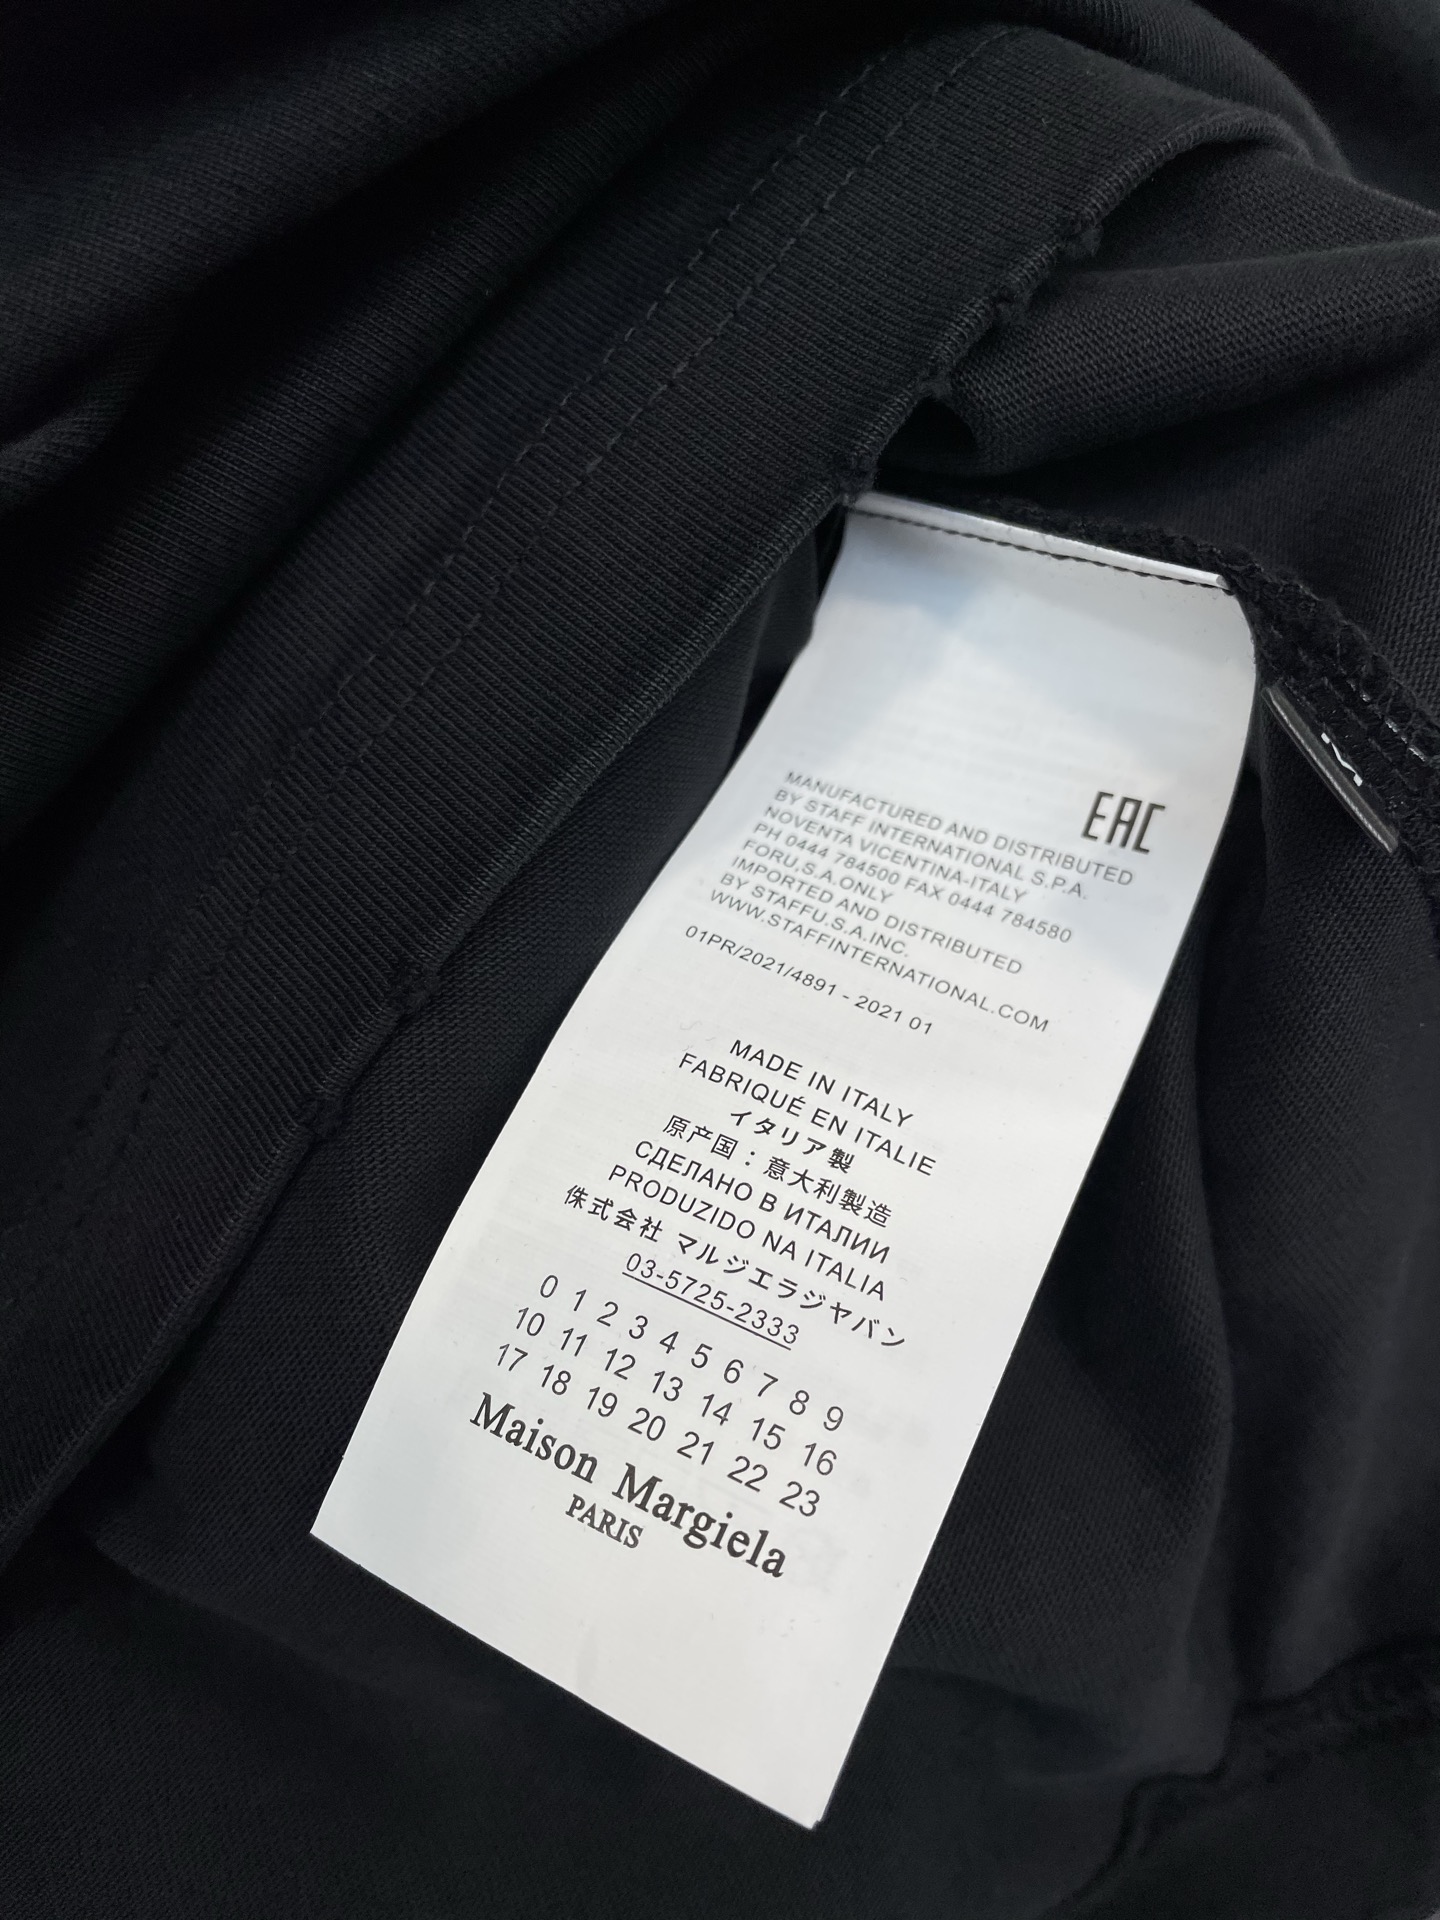 MANUFACTURED AND DISTRIBUTED
BY STAFF INTERNATIONAL S.P.A.
NOVENTA VICENTINA-ITALY
PH 0444 784500 FAX 0444 784580
FORU,S.A.ONLY
IMPORTED AND DISTRIBUTED
BY STAFFU.S.A.INC.
WWW.STAFFINTERNATIONAL.COM
EAC
01PR/2021/4891 - 2021 01
MADE IN ITALY
FABRIQUÉ EN ITALIE
イタリア製
原产国：意大利製造
СДЕЛАНО В ИТАЛИИ
PRODUZIDO NA ITALIA
侏式会社 マルジエラジヤバン
03-5725-2333
0 1 2 3 4 5 6 7 8 9
10 11 12 13 14 15 16
17 18 19 20 21 22 23
Maison Margiela
PARIS